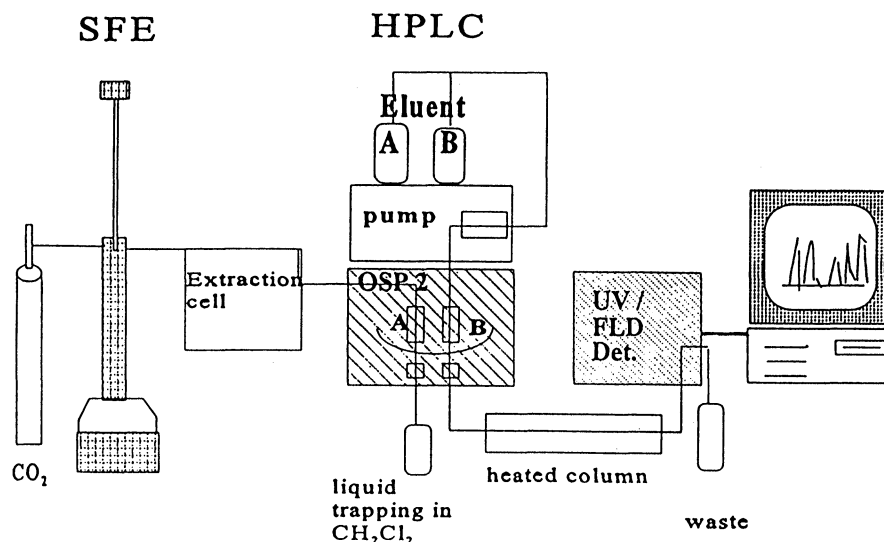 SFE
HPLC
Eluent
A
B
pump
Extraction
cell
OSP 2
A
B
UV /
FLD
Det.
CO₂
liquid
trapping in
CH₂Cl₂
heated column
waste